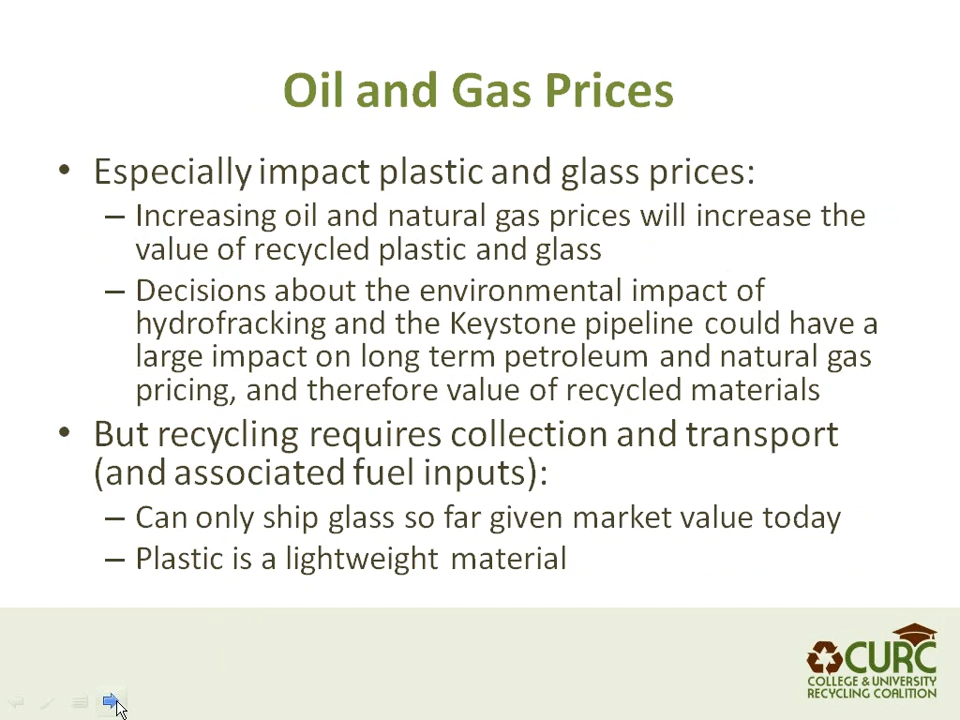 Oil and Gas Prices
• Especially impact plastic and glass prices:
– Increasing oil and natural gas prices will increase the
value of recycled plastic and glass
– Decisions about the environmental impact of
hydrofracking and the Keystone pipeline could have a
large impact on long term petroleum and natural gas
pricing, and therefore value of recycled materials
• But recycling requires collection and transport
(and associated fuel inputs):
– Can only ship glass so far given market value today
– Plastic is a lightweight material
CURC
COLLEGE & UNIVERSITY
RECYCLING COALITION